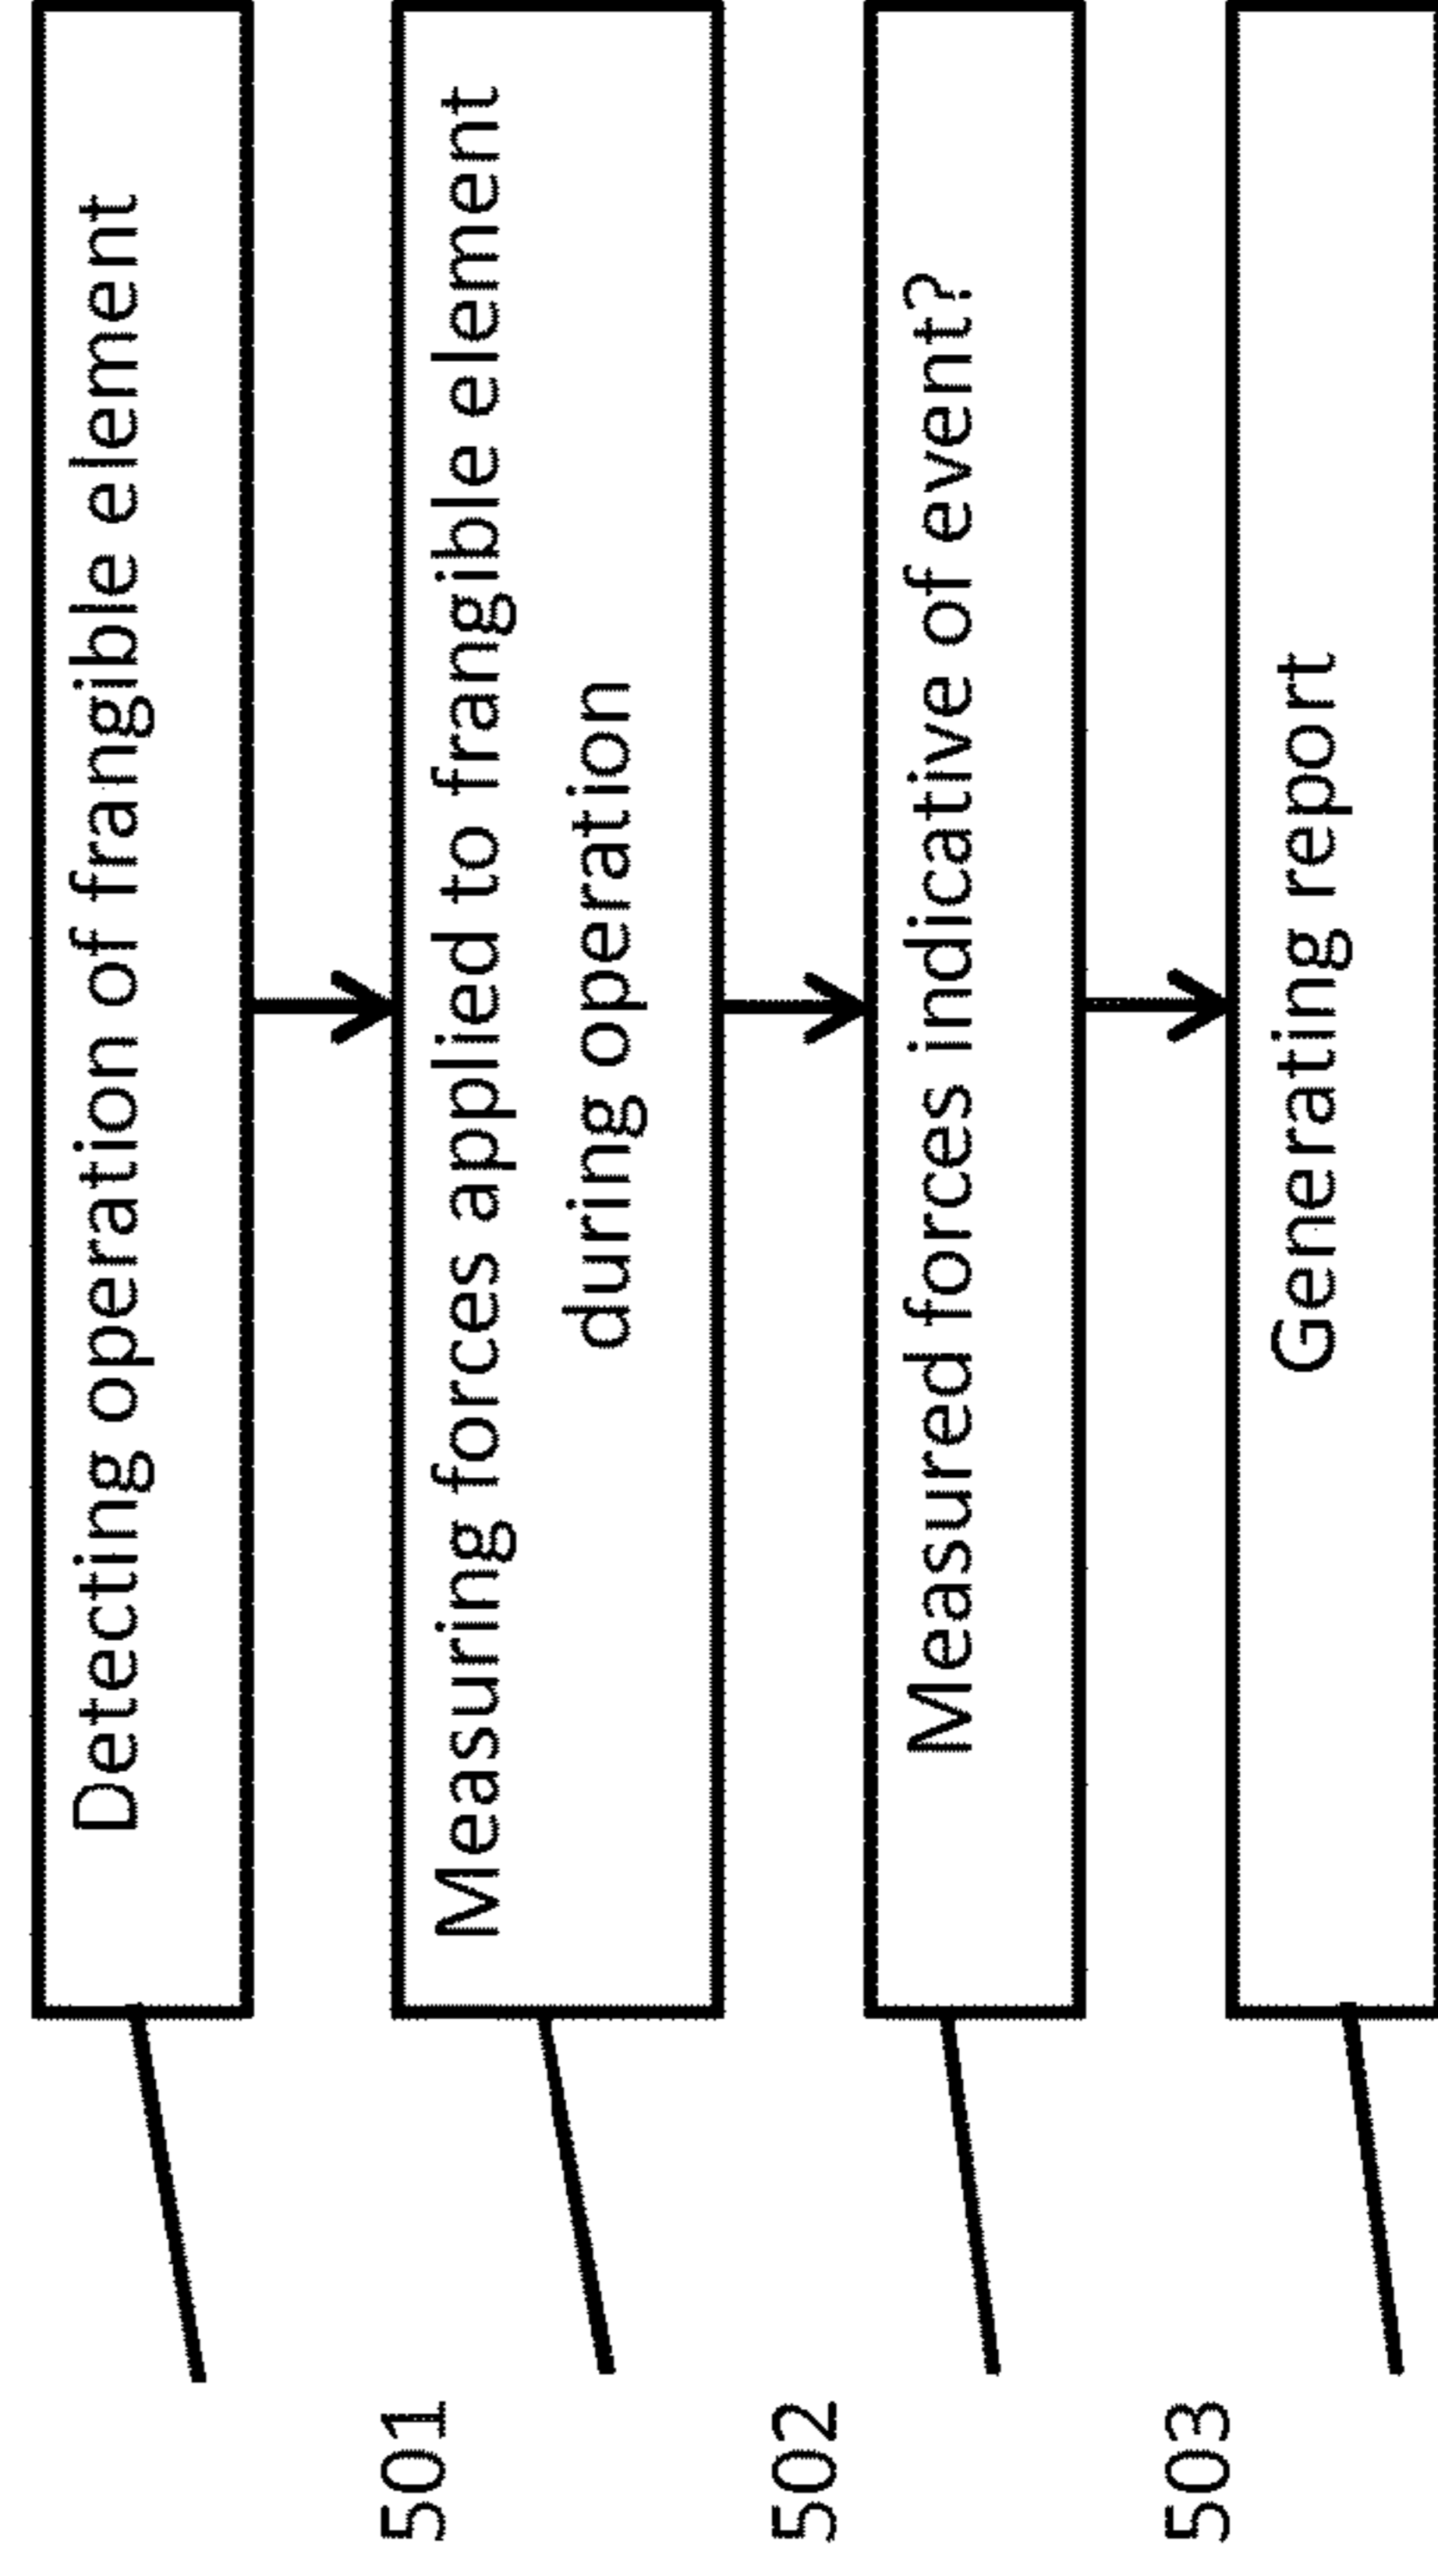 Detecting operation of frangible element
501
Measuring forces applied to frangible element
during operation
502
Measured forces indicative of event?
503
Generating report